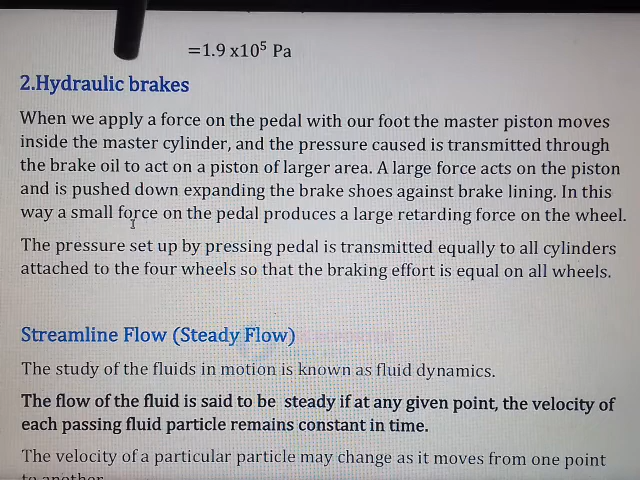 =1.9 x10⁵ Pa
2.Hydraulic brakes
When we apply a force on the pedal with our foot the master piston moves
inside the master cylinder, and the pressure caused is transmitted through
the brake oil to act on a piston of larger area. A large force acts on the piston
and is pushed down expanding the brake shoes against brake lining. In this
way a small force on the pedal produces a large retarding force on the wheel.
The pressure set up by pressing pedal is transmitted equally to all cylinders
attached to the four wheels so that the braking effort is equal on all wheels.
Streamline Flow (Steady Flow)
The study of the fluids in motion is known as fluid dynamics.
The flow of the fluid is said to be steady if at any given point, the velocity of
each passing fluid particle remains constant in time.
The velocity of a particular particle may change as it moves from one point
to another